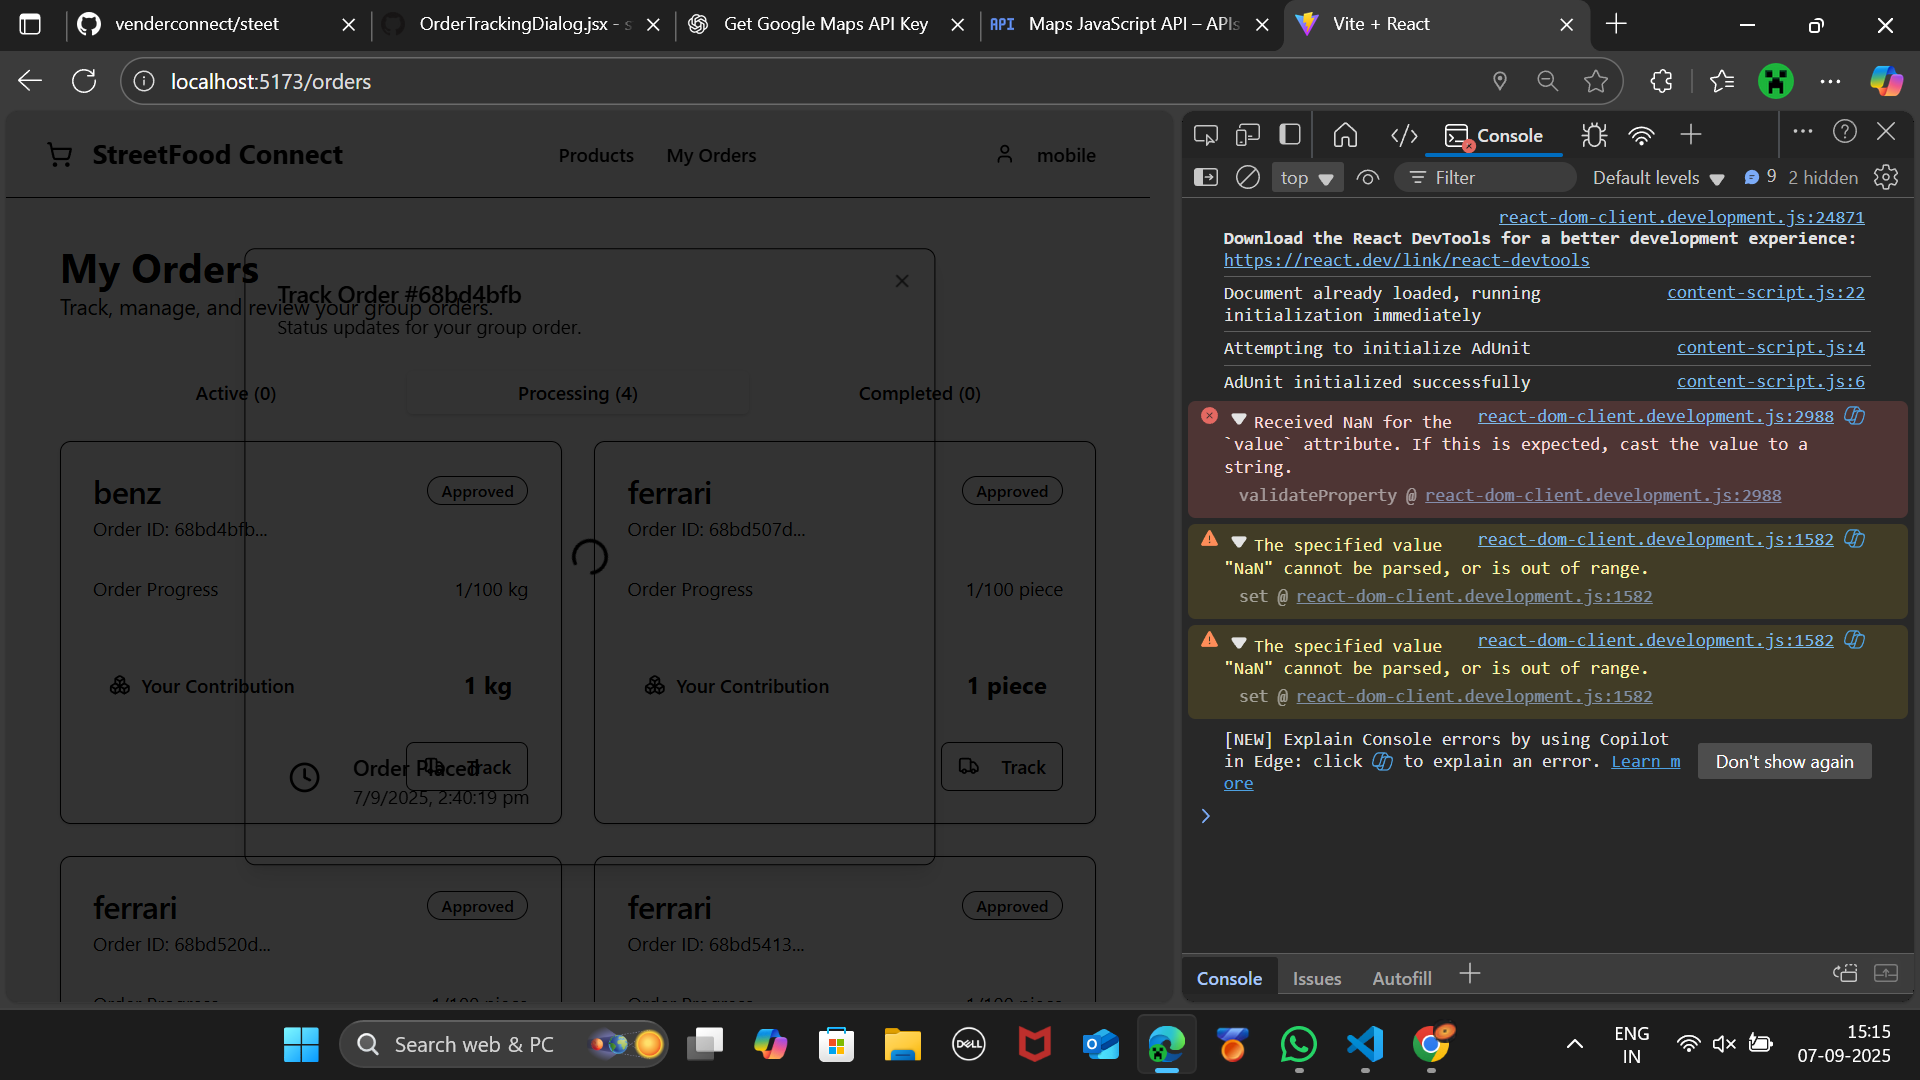 venderconnect/steet
OrderTrackingDialog.jsx - s
Get Google Maps API Key
API
Maps JavaScript API – APIs
Vite + React
localhost:5173/orders
StreetFood Connect
Products
My Orders
mobile
My Orders
Track, manage, and review your group orders.
Track Order #68bd4bfb
Status updates for your group order.
Active (0)
Processing (4)
Completed (0)
benz
Approved
Order ID: 68bd4bfb...
Order Progress
1/100 kg
Your Contribution
1 kg
Track
Order Placed
7/9/2025, 2:40:19 pm
ferrari
Approved
Order ID: 68bd507d...
Order Progress
1/100 piece
Your Contribution
1 piece
Track
ferrari
Approved
Order ID: 68bd520d...
Order Progress
1/100 piece
ferrari
Approved
Order ID: 68bd5413...
Order Progress
1/100 piece
Console
top
Filter
Default levels
9
2 hidden
react-dom-client.development.js:24871
Download the React DevTools for a better development experience:
https://react.dev/link/react-devtools
Document already loaded, running content-script.js:22
initialization immediately
Attempting to initialize AdUnit content-script.js:4
AdUnit initialized successfully content-script.js:6
Received NaN for the react-dom-client.development.js:2988
`value` attribute. If this is expected, cast the value to a
string.
validateProperty @ react-dom-client.development.js:2988
The specified value react-dom-client.development.js:1582
"NaN" cannot be parsed, or is out of range.
set @ react-dom-client.development.js:1582
The specified value react-dom-client.development.js:1582
"NaN" cannot be parsed, or is out of range.
set @ react-dom-client.development.js:1582
[NEW] Explain Console errors by using Copilot
in Edge: click to explain an error. Learn m
ore
Don't show again
Console
Issues
Autofill
Search web & PC
DELL
ENG
IN
15:15
07-09-2025